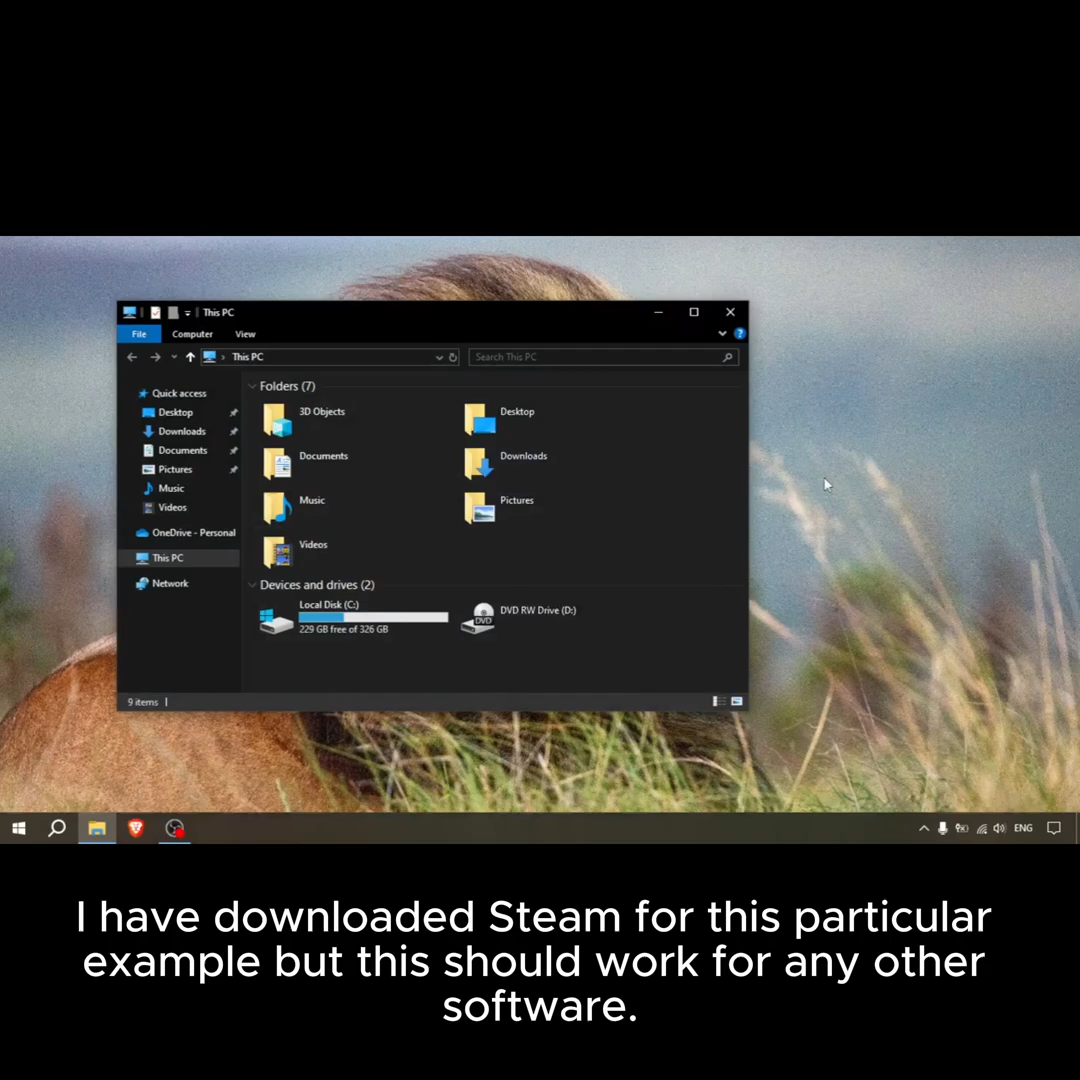 This PC
File Computer View
This PC Search This PC
Quick access
Desktop
Downloads
Documents
Pictures
Music
Videos
OneDrive - Personal
This PC
Network
Folders (7)
3D Objects Desktop
Documents Downloads
Music Pictures
Videos
Devices and drives (2)
Local Disk (C:)
229 GB free of 326 GB
DVD RW Drive (D:)
DVD
9 items
ENG
I have downloaded Steam for this particular
example but this should work for any other
software.